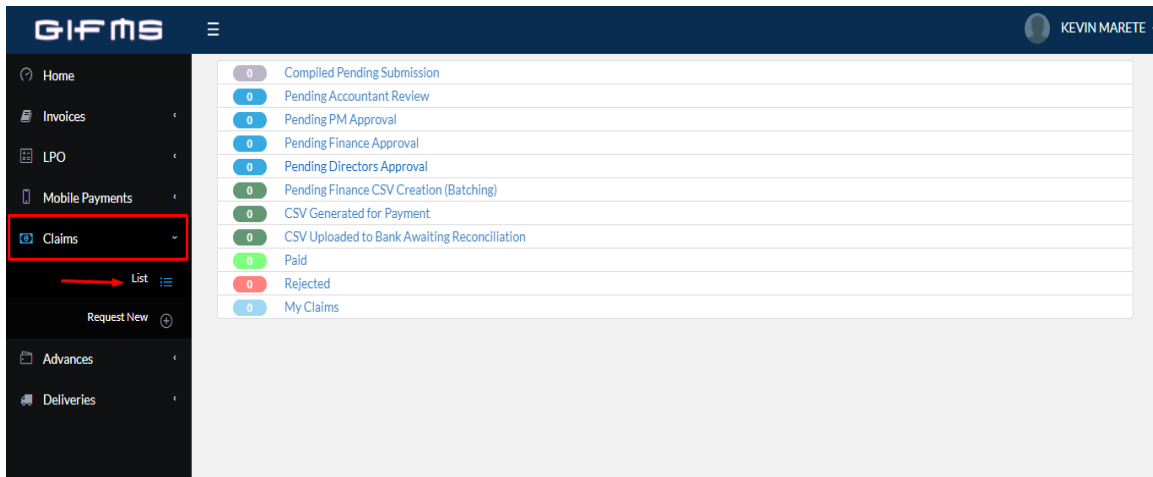 GIFMS
KEVIN MARETE
Home
Invoices
LPO
Mobile Payments
Claims
List
Request New
Advances
Deliveries
0 Compiled Pending Submission
0 Pending Accountant Review
0 Pending PM Approval
0 Pending Finance Approval
0 Pending Directors Approval
0 Pending Finance CSV Creation (Batching)
0 CSV Generated for Payment
0 CSV Uploaded to Bank Awaiting Reconciliation
0 Paid
0 Rejected
0 My Claims